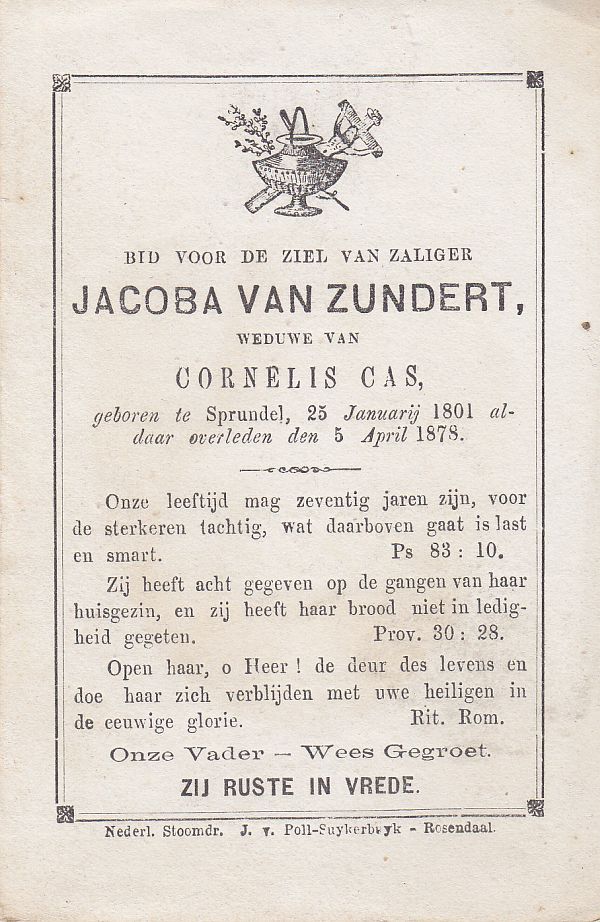 BID VOOR DE ZIEL VAN ZALIGER
JACOBA VAN ZUNDERT,
WEDUWE VAN
CORNELIS CAS,
geboren te Sprundel, 25 Januarij 1801 al-
daar overleden den 5 April 1878.
Onze leeftijd mag zeventig jaren zijn, voor
de sterkeren tachtig, wat daarboven gaat is last
en smart. Ps 83 : 10.
Zij heeft acht gegeven op de gangen van haar
huisgezin, en zij heeft haar brood niet in ledig-
heid gegeten. Prov. 30 : 28.
Open haar, o Heer ! de deur des levens en
doe haar zich verblijden met uwe heiligen in
de eeuwige glorie. Rit. Rom.
Onze Vader – Wees Gegroet.
ZIJ RUSTE IN VREDE.
Nederl. Stoomdr. J. v. Poll-Suykerbuyk - Rosendaal.